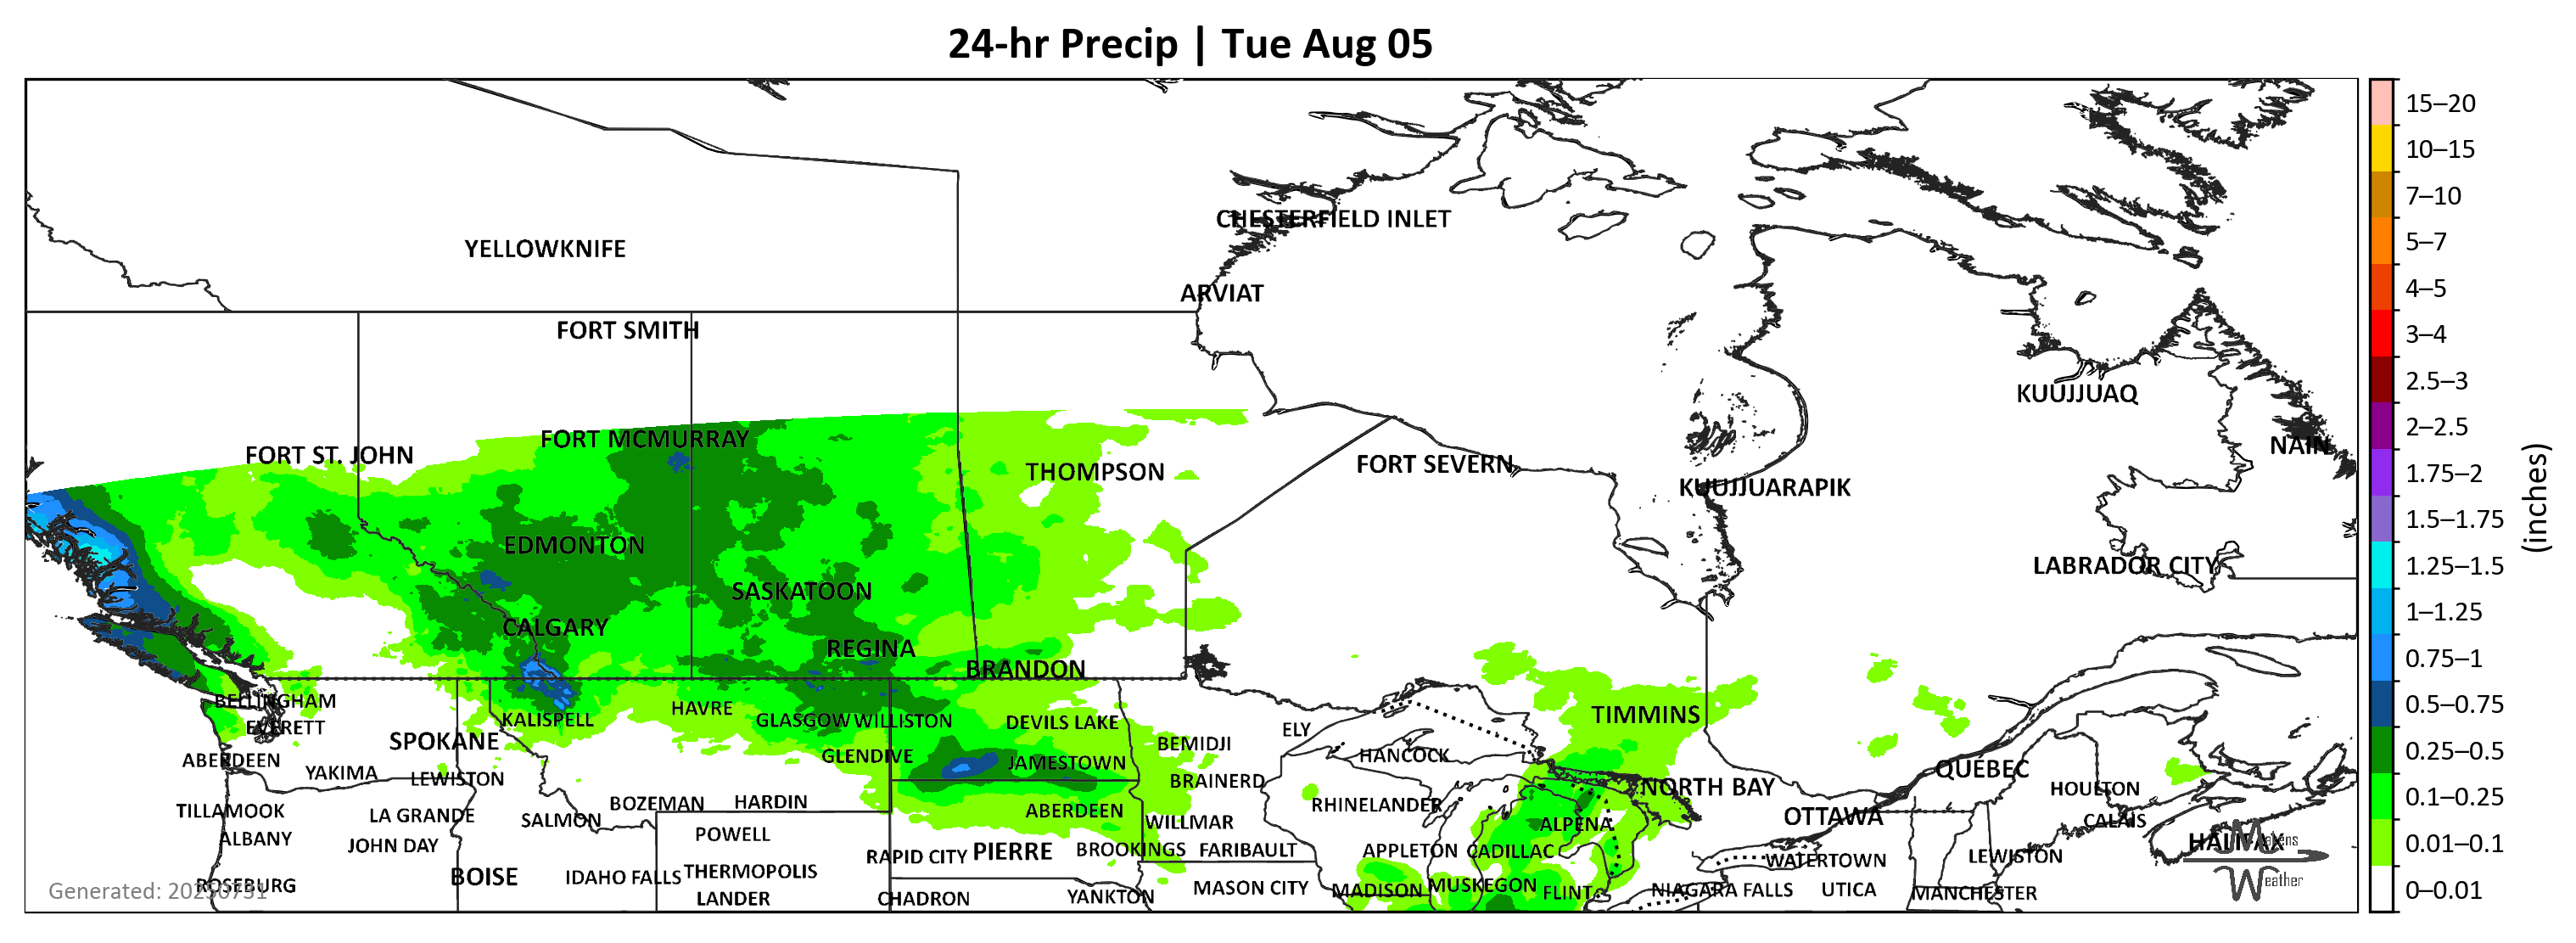 24-hr Precip | Tue Aug 05
CHESTERFIELD INLET
YELLOWKNIFE
ARVIAT
FORT SMITH
KUUJJUAQ
FORT MCMURRAY
NAIN
FORT ST. JOHN
THOMPSON
FORT SEVERN
KUUJJUARAPIK
EDMONTON
LABRADOR CITY
SASKATOON
CALGARY
REGINA
BRANDON
BELLINGHAM
HAVRE
TIMMINS
KALISPELL
GLASGOW
WILLISTON
DEVILS LAKE
EVERETT
ELY
SPOKANE
BEMIDJI
GLENDIVE
HANCOCK
ABERDEEN
JAMESTOWN
QUÉBEC
YAKIMA
LEWISTON
BRAINERD
NORTH BAY
HOULTON
BOZEMAN
HARDIN
RHINELANDER
TILLAMOOK
LA GRANDE
ABERDEEN
OTTAWA
SALMON
WILLMAR
ALPENA
CALAIS
ALBANY
POWELL
HALIFAX
JOHN DAY
RAPID CITY
PIERRE
BROOKINGS
FARIBAULT
APPLETON
CADILLAC
WATERTOWN
LEWISTON
BOISE
IDAHO FALLS
THERMOPOLIS
ROSEBURG
MASON CITY
MADISON
MUSKEGON
FLINT
NIAGARA FALLS
UTICA
MANCHESTER
LANDER
CHADRON
YANKTON
Generated: 20250731
Makens
Weather
15–20
10–15
7–10
5–7
4–5
3–4
2.5–3
2–2.5
1.75–2
1.5–1.75
1.25–1.5
1–1.25
0.75–1
0.5–0.75
0.25–0.5
0.1–0.25
0.01–0.1
0–0.01
(inches)